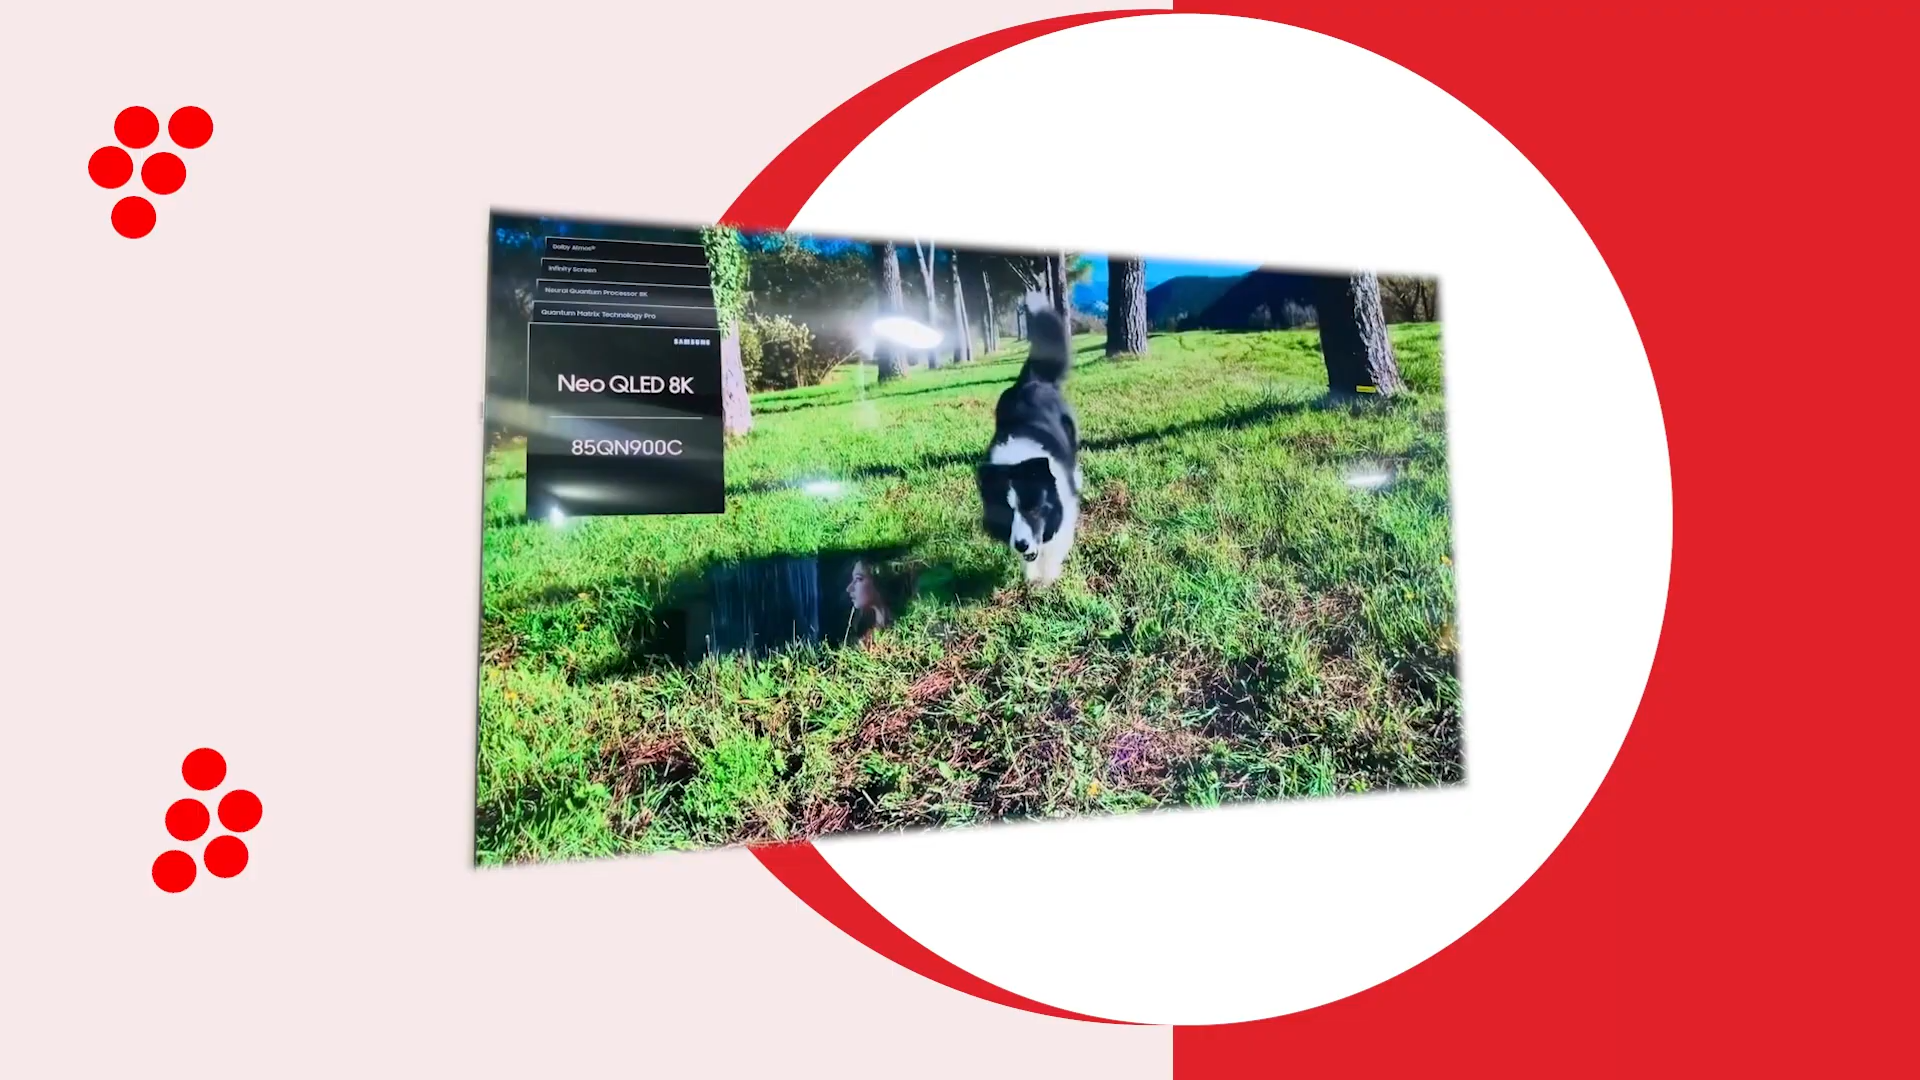 Dolby Atmos®
Infinity Screen
Neural Quantum Processor 8K
Quantum Matrix Technology Pro
SAMSUNG
Neo QLED 8K
85QN900C